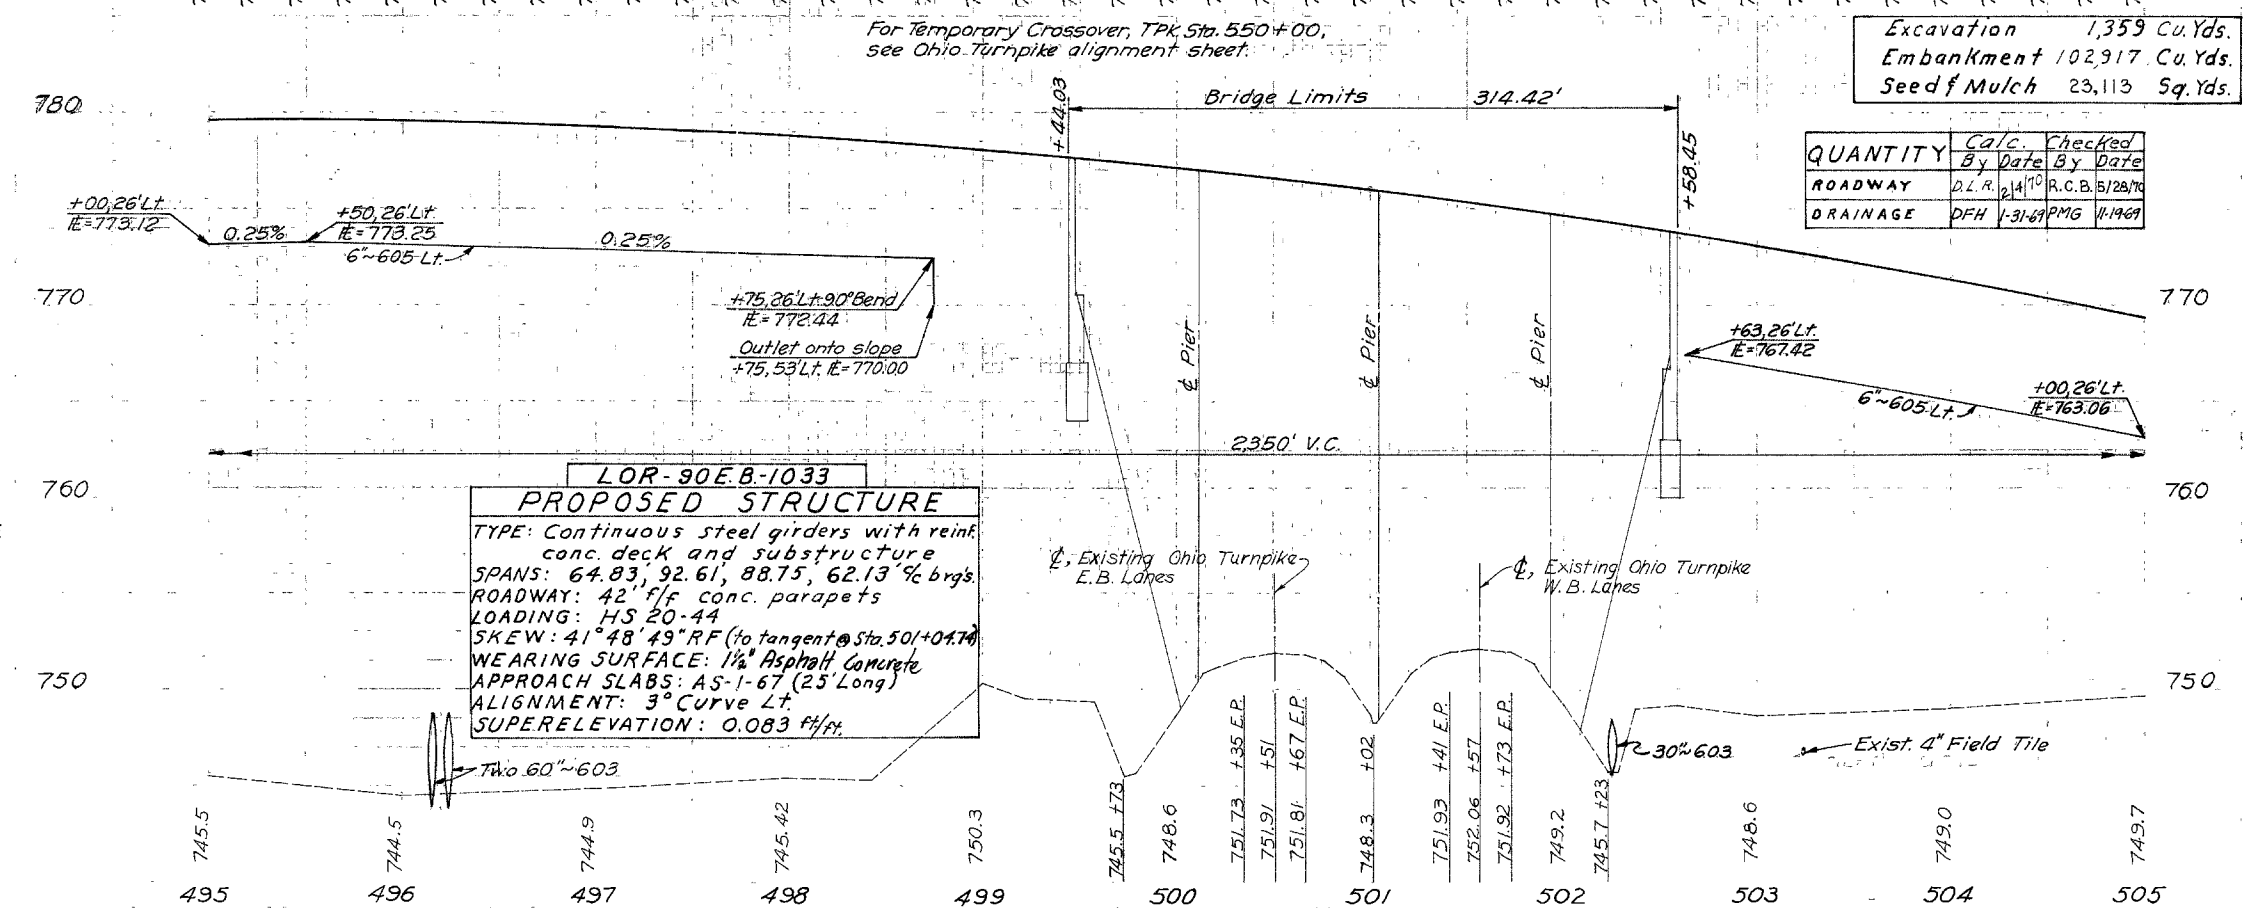 For Temporary Crossover, TPK Sta. 550+00,
see Ohio Turnpike alignment sheet.
Excavation 1,359 Cu. Yds.
Embankment 102,917 Cu. Yds.
Seed & Mulch 23,113 Sq. Yds.
780
+44.03
Bridge Limits 314.42'
+58.45
QUANTITY Calc. Checked
By Date By Date
ROADWAY D.L.R. 2/4/70 R.C.B. 5/28/70
DRAINAGE DFH 1-31-69 PMG 11-19-69
+00, 26' Lt.
IE=773.12
0.25%
+50, 26' Lt.
IE=773.25
6"~605 Lt.
0.25%
770
+75, 26' Lt. 90° Bend
IE=772.44
Outlet onto slope
+75, 53' Lt. IE=770.00
℄ Pier
℄ Pier
℄ Pier
770
+63, 26' Lt.
IE=767.42
6"~605 Lt.
+00, 26' Lt.
IE=763.06
2350' V.C.
760
760
LOR-90E.B.-1033
PROPOSED STRUCTURE
TYPE: Continuous steel girders with reinf.
conc. deck and substructure
SPANS: 64.83', 92.61', 88.75', 62.13' c/c brg's.
ROADWAY: 42' f/f conc. parapets
LOADING: HS 20-44
SKEW: 41°48'49" RF (to tangent @ Sta. 501+04.74)
WEARING SURFACE: 1½" Asphalt Concrete
APPROACH SLABS: AS-1-67 (25' Long)
ALIGNMENT: 3° Curve Lt.
SUPERELEVATION: 0.083 ft/ft.
℄, Existing Ohio Turnpike
E.B. Lanes
℄, Existing Ohio Turnpike
W.B. Lanes
750
750
Two 60"~603
30"~603
Exist. 4" Field Tile
745.5
744.5
744.9
745.42
750.3
745.5 +73
748.6
751.73 +35 E.P.
751.91 +51
751.81 +67 E.P.
748.3 +02
751.93 +41 E.P.
752.06 +57
751.92 +73 E.P.
749.2
745.7 +23
748.6
749.0
749.7
495 496 497 498 499 500 501 502 503 504 505